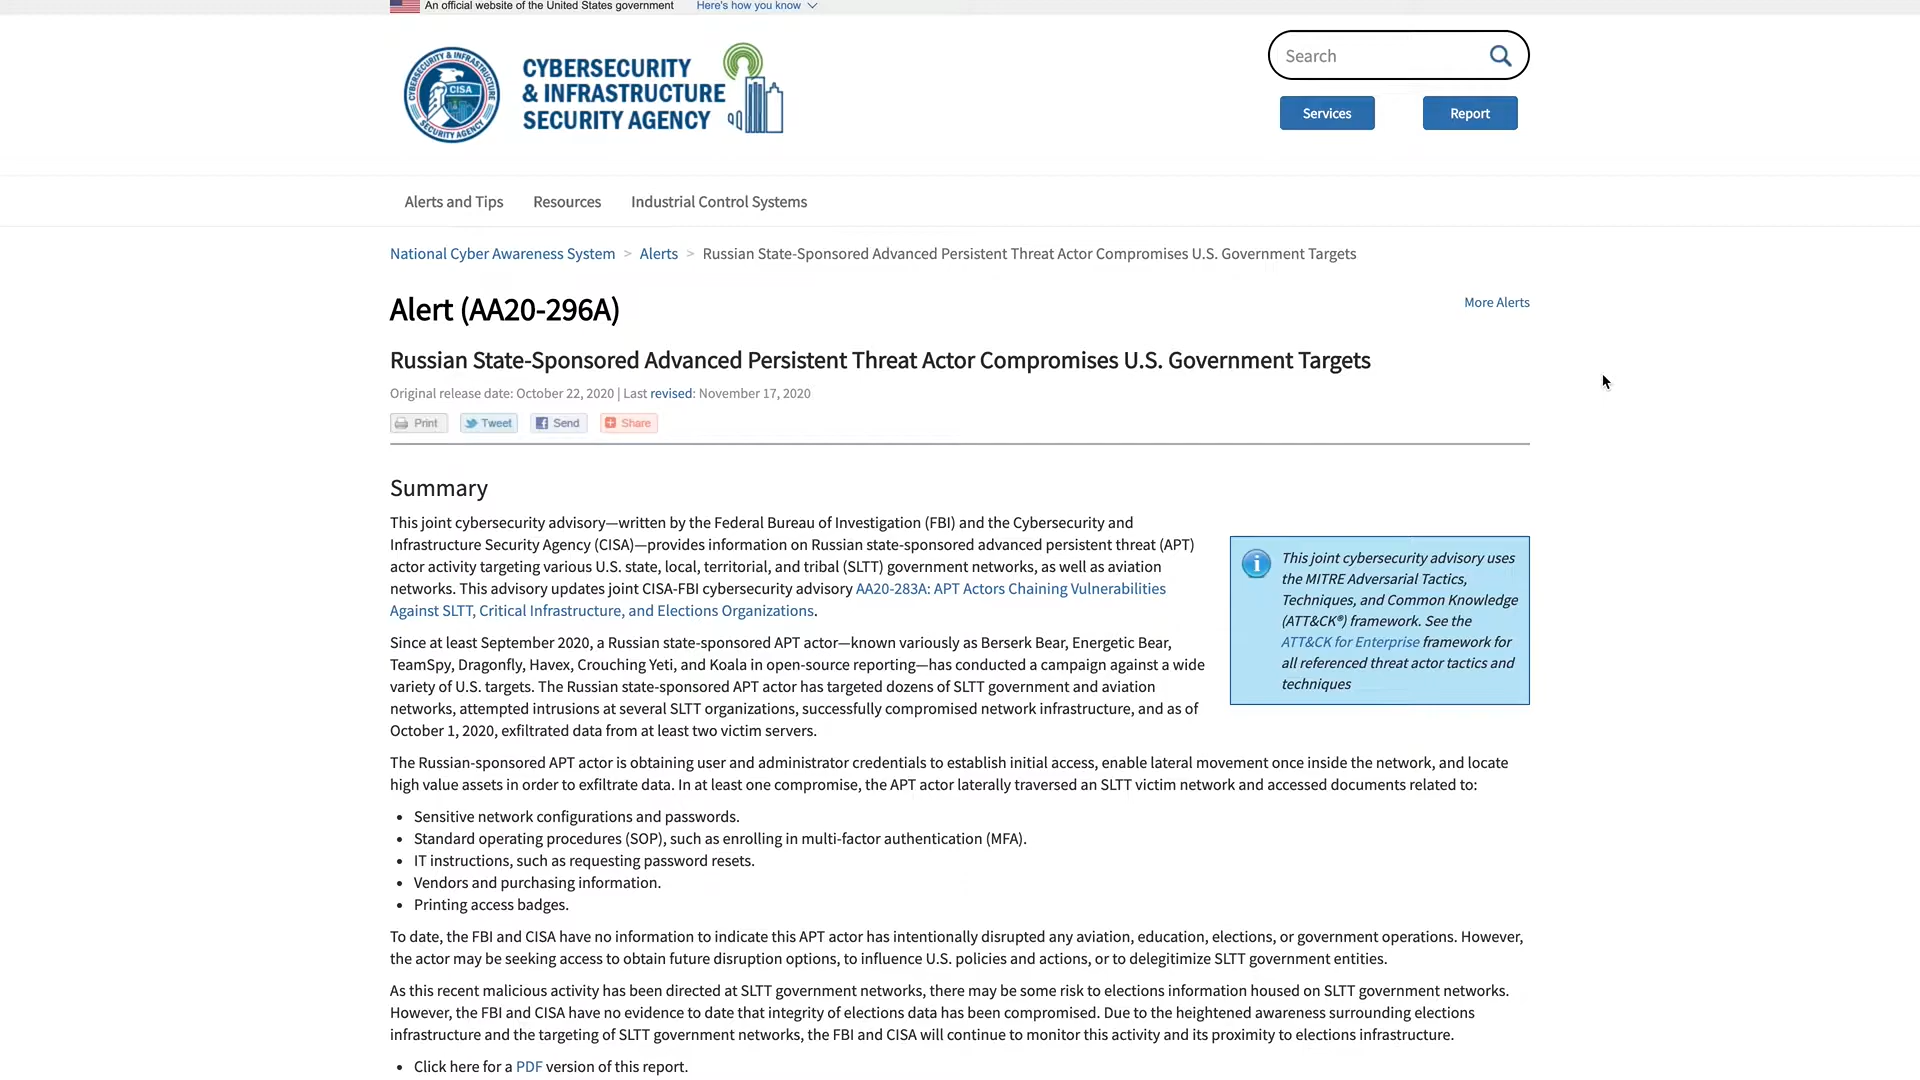 An official website of the United States government Here's how you know
CYBERSECURITY & INFRASTRUCTURE
CISA
SECURITY AGENCY
CYBERSECURITY
& INFRASTRUCTURE
SECURITY AGENCY
Search
Services Report
Alerts and Tips Resources Industrial Control Systems
National Cyber Awareness System > Alerts > Russian State-Sponsored Advanced Persistent Threat Actor Compromises U.S. Government Targets
Alert (AA20-296A)
More Alerts
Russian State-Sponsored Advanced Persistent Threat Actor Compromises U.S. Government Targets
Original release date: October 22, 2020 | Last revised: November 17, 2020
Print Tweet Send Share
Summary
This joint cybersecurity advisory—written by the Federal Bureau of Investigation (FBI) and the Cybersecurity and
Infrastructure Security Agency (CISA)—provides information on Russian state-sponsored advanced persistent threat (APT)
actor activity targeting various U.S. state, local, territorial, and tribal (SLTT) government networks, as well as aviation
networks. This advisory updates joint CISA-FBI cybersecurity advisory AA20-283A: APT Actors Chaining Vulnerabilities
Against SLTT, Critical Infrastructure, and Elections Organizations.
Since at least September 2020, a Russian state-sponsored APT actor—known variously as Berserk Bear, Energetic Bear,
TeamSpy, Dragonfly, Havex, Crouching Yeti, and Koala in open-source reporting—has conducted a campaign against a wide
variety of U.S. targets. The Russian state-sponsored APT actor has targeted dozens of SLTT government and aviation
networks, attempted intrusions at several SLTT organizations, successfully compromised network infrastructure, and as of
October 1, 2020, exfiltrated data from at least two victim servers.
This joint cybersecurity advisory uses
the MITRE Adversarial Tactics,
Techniques, and Common Knowledge
(ATT&CK®) framework. See the
ATT&CK for Enterprise framework for
all referenced threat actor tactics and
techniques
The Russian-sponsored APT actor is obtaining user and administrator credentials to establish initial access, enable lateral movement once inside the network, and locate
high value assets in order to exfiltrate data. In at least one compromise, the APT actor laterally traversed an SLTT victim network and accessed documents related to:
• Sensitive network configurations and passwords.
• Standard operating procedures (SOP), such as enrolling in multi-factor authentication (MFA).
• IT instructions, such as requesting password resets.
• Vendors and purchasing information.
• Printing access badges.
To date, the FBI and CISA have no information to indicate this APT actor has intentionally disrupted any aviation, education, elections, or government operations. However,
the actor may be seeking access to obtain future disruption options, to influence U.S. policies and actions, or to delegitimize SLTT government entities.
As this recent malicious activity has been directed at SLTT government networks, there may be some risk to elections information housed on SLTT government networks.
However, the FBI and CISA have no evidence to date that integrity of elections data has been compromised. Due to the heightened awareness surrounding elections
infrastructure and the targeting of SLTT government networks, the FBI and CISA will continue to monitor this activity and its proximity to elections infrastructure.
• Click here for a PDF version of this report.